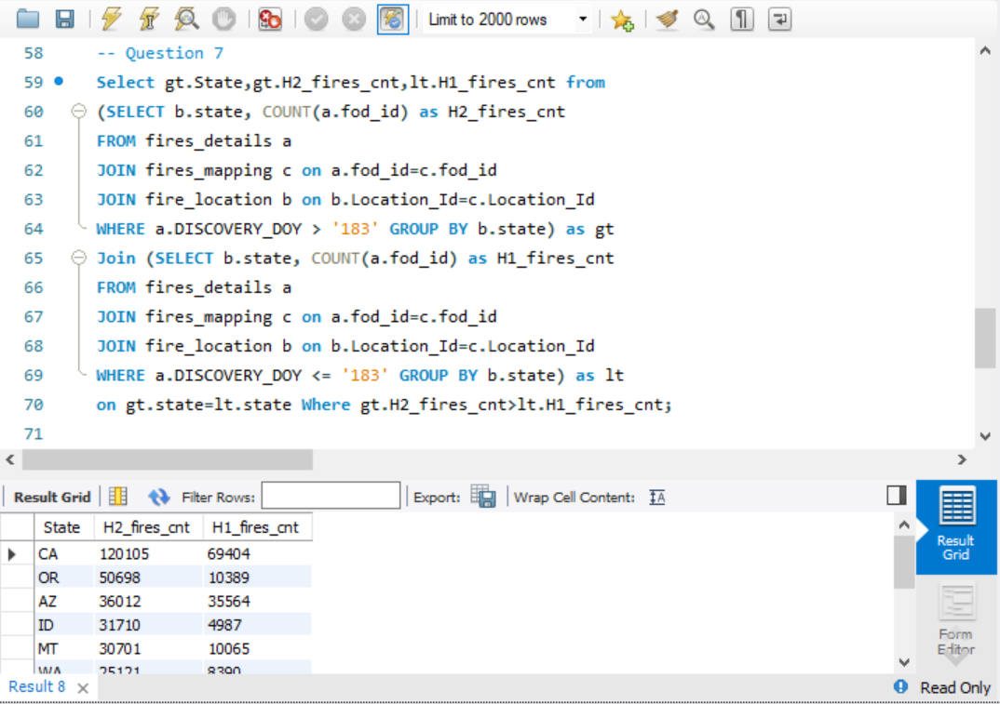 Limit to 2000 rows
58 -- Question 7
59 Select gt.State,gt.H2_fires_cnt,lt.H1_fires_cnt from
60 (SELECT b.state, COUNT(a.fod_id) as H2_fires_cnt
61 FROM fires_details a
62 JOIN fires_mapping c on a.fod_id=c.fod_id
63 JOIN fire_location b on b.Location_Id=c.Location_Id
64 WHERE a.DISCOVERY_DOY > '183' GROUP BY b.state) as gt
65 Join (SELECT b.state, COUNT(a.fod_id) as H1_fires_cnt
66 FROM fires_details a
67 JOIN fires_mapping c on a.fod_id=c.fod_id
68 JOIN fire_location b on b.Location_Id=c.Location_Id
69 WHERE a.DISCOVERY_DOY <= '183' GROUP BY b.state) as lt
70 on gt.state=lt.state Where gt.H2_fires_cnt>lt.H1_fires_cnt;
71
Result Grid Filter Rows: Export: Wrap Cell Content:
State H2_fires_cnt H1_fires_cnt
CA 120105 69404
OR 50698 10389
AZ 36012 35564
ID 31710 4987
MT 30701 10065
WA 25121 8390
Result
Grid
Form
Editor
Result 8
Read Only